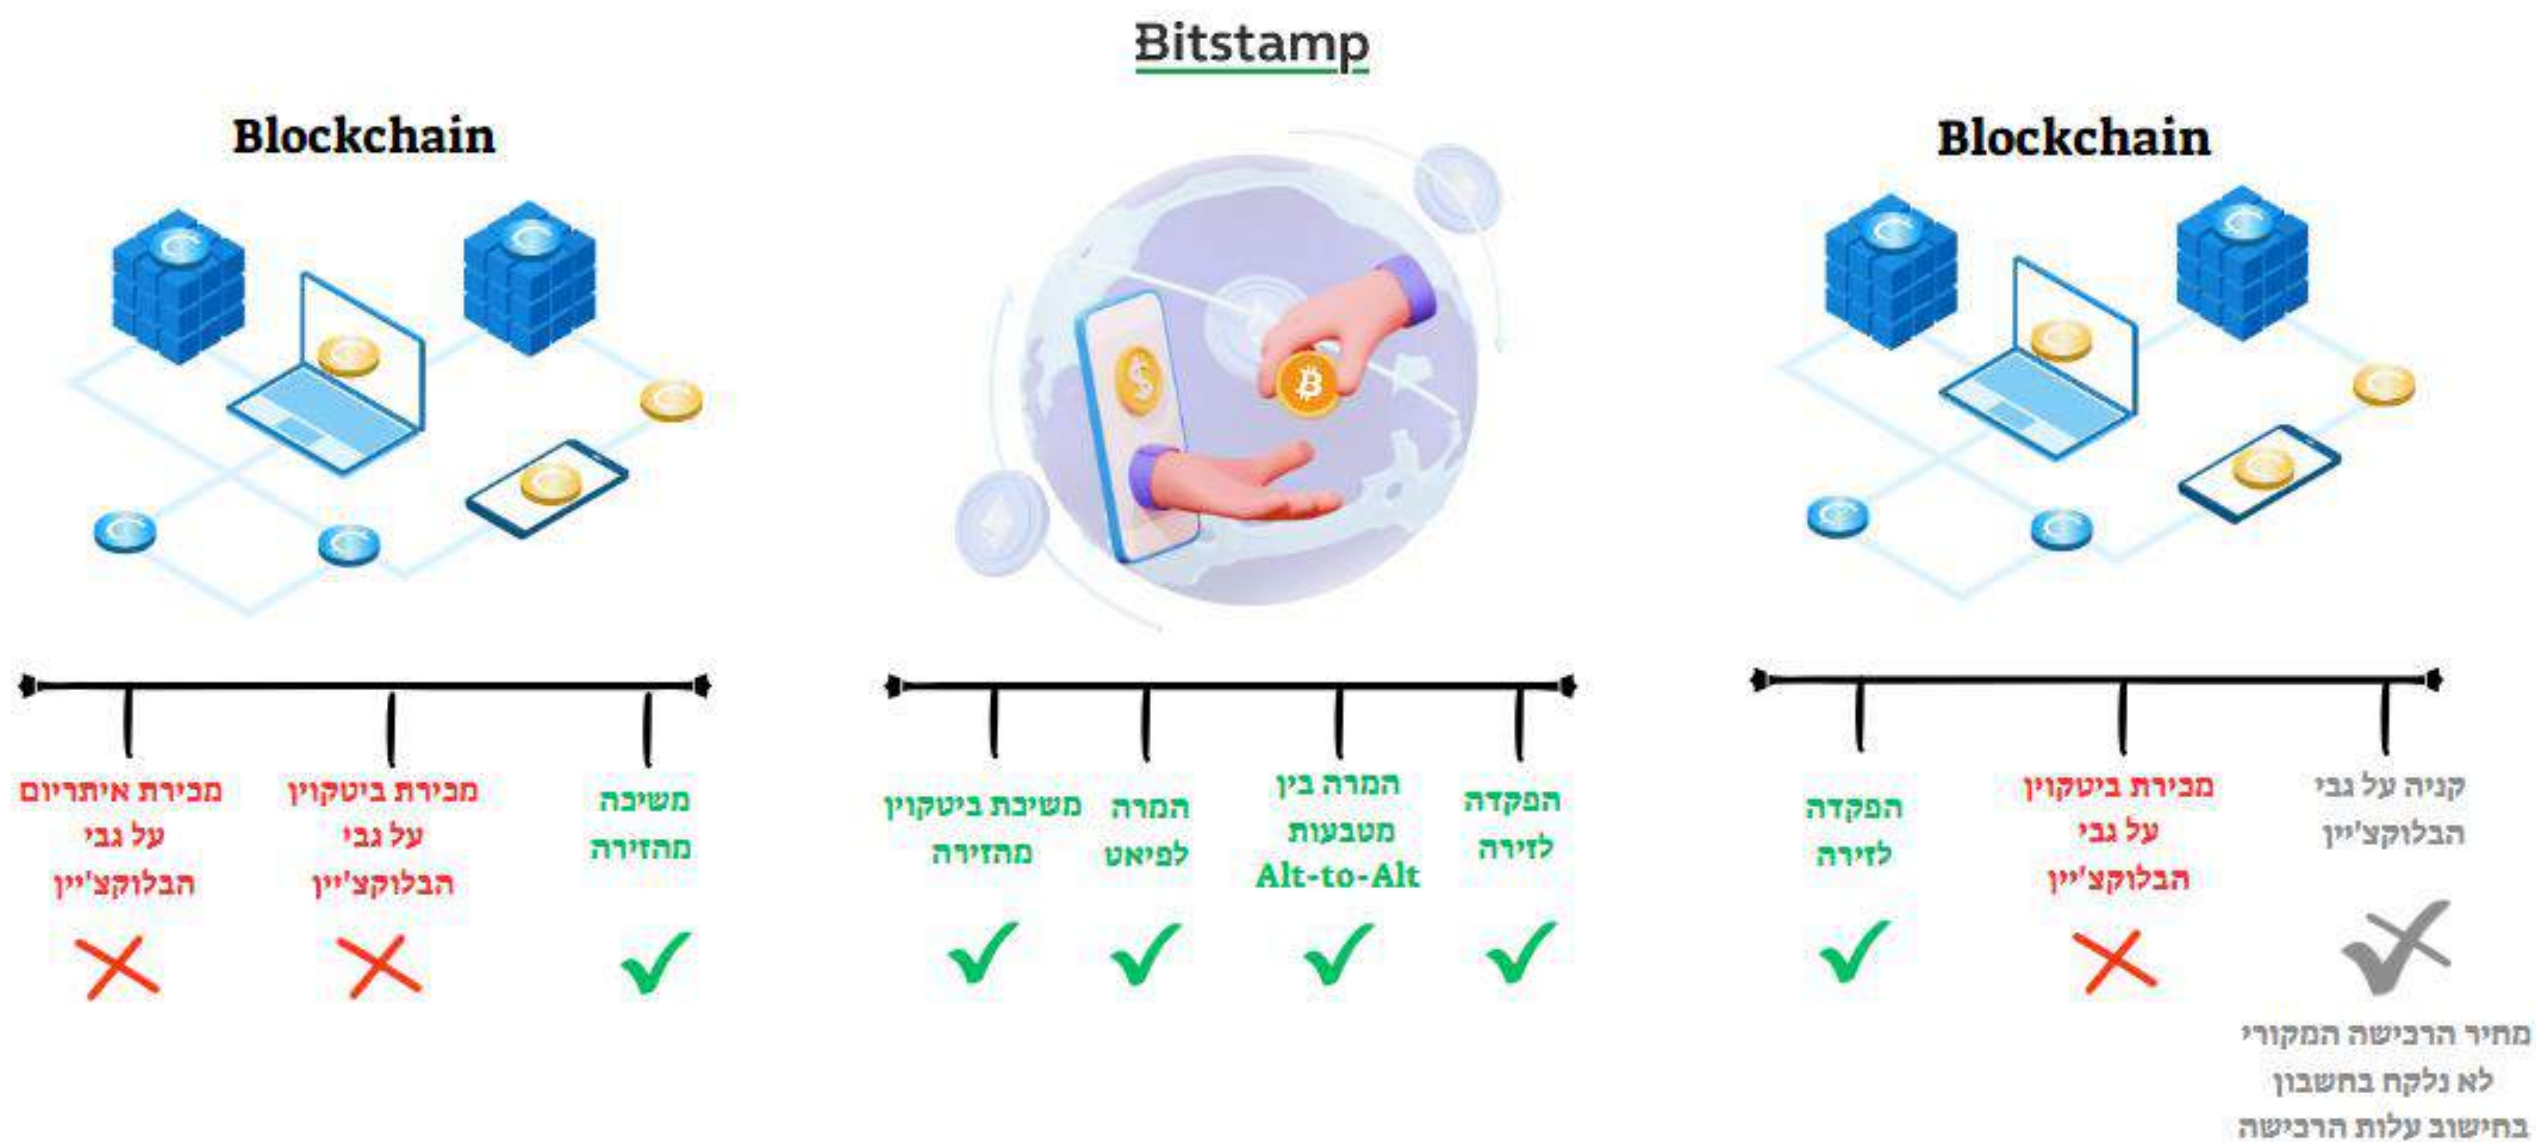 Bitstamp
Blockchain
Blockchain
קניה על גבי
הבלוקצ'יין
מחיר הרכישה המקורי
לא נלקח בחשבון
בחישוב עלות הרכישה
מכירת ביטקוין
על גבי
הבלוקצ'יין
הפקדה
לזירה
הפקדה
לזירה
המרה בין
מטבעות
Alt-to-Alt
המרה
לפיאט
משיכת ביטקוין
מהזירה
משיכה
מהזירה
מכירת ביטקוין
על גבי
הבלוקצ'יין
מכירת איתריום
על גבי
הבלוקצ'יין